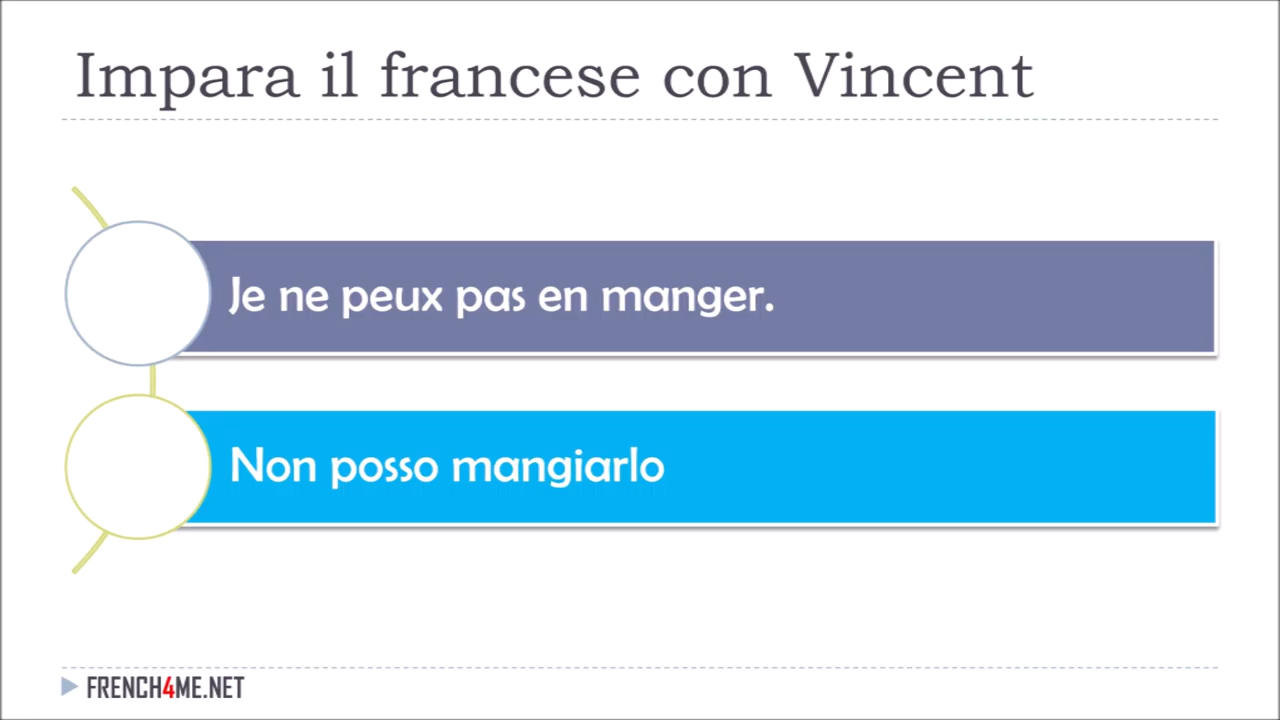 Impara il francese con Vincent
Je ne peux pas en manger.
Non posso mangiarlo
FRENCH4ME.NET